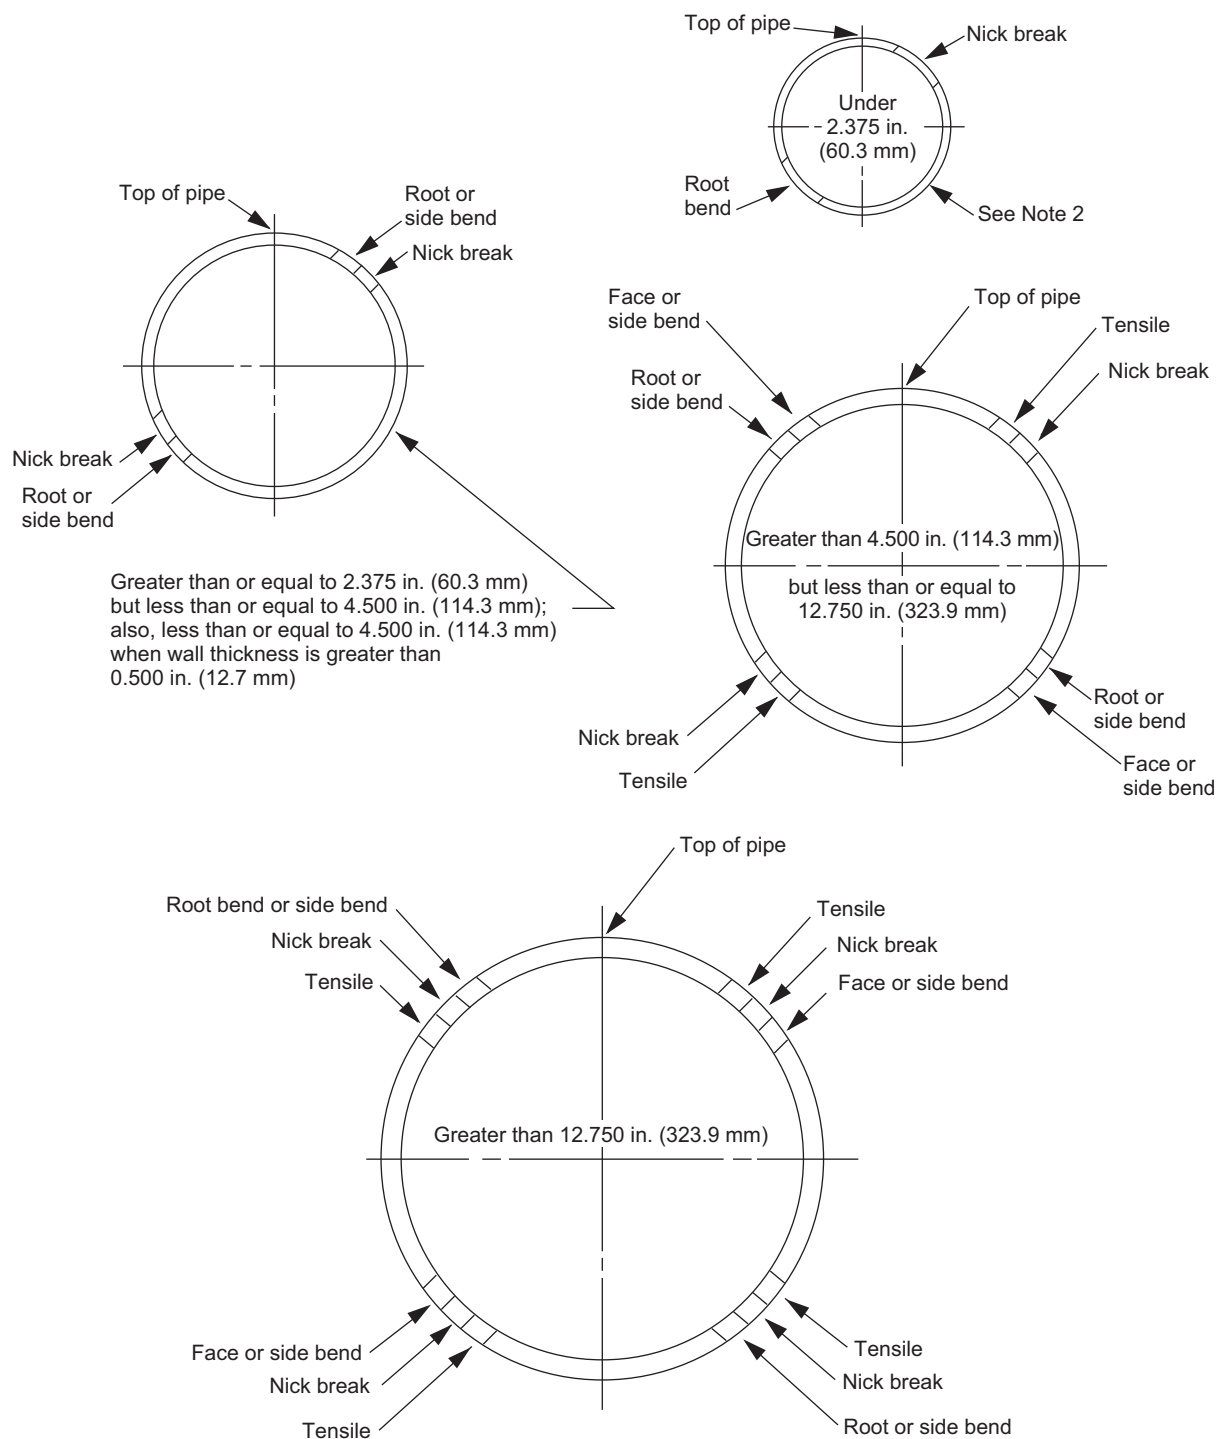 Top of pipe
Nick break
Under
2.375 in.
(60.3 mm)
Root
bend
See Note 2
Top of pipe
Root or
side bend
Nick break
Nick break
Root or
side bend
Greater than or equal to 2.375 in. (60.3 mm)
but less than or equal to 4.500 in. (114.3 mm);
also, less than or equal to 4.500 in. (114.3 mm)
when wall thickness is greater than
0.500 in. (12.7 mm)
Face or
side bend
Top of pipe
Tensile
Root or
side bend
Nick break
Greater than 4.500 in. (114.3 mm)
but less than or equal to
12.750 in. (323.9 mm)
Nick break
Tensile
Root or
side bend
Face or
side bend
Top of pipe
Root bend or side bend
Nick break
Tensile
Tensile
Nick break
Face or side bend
Greater than 12.750 in. (323.9 mm)
Face or side bend
Nick break
Tensile
Tensile
Nick break
Root or side bend